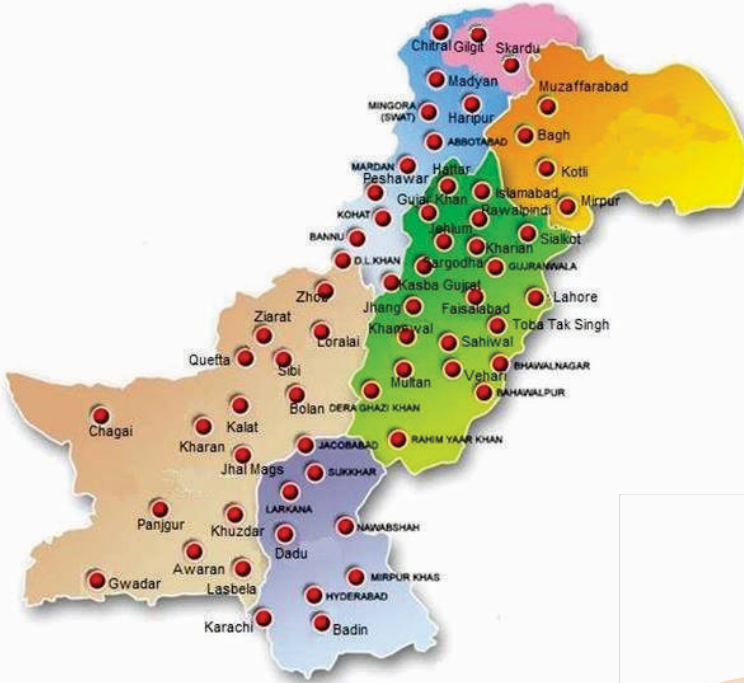 Chitral
Gilgit
Skardu
Madyan
Muzaffarabad
MINGORA
(SWAT)
Haripur
Bagh
ABBOTABAD
MARDAN
Hattar
Kotli
Peshawar
Islamabad
Gujar Khan
Mirpur
KOHAT
Rawalpindi
Jehlum
BANNU
Kharian
Sialkot
D.I.KHAN
Sargodha
GUJRANWALA
Kasba Gujrat
Zhob
Jhang
Faisalabad
Lahore
Ziarat
Loralai
Khanewal
Toba Tak Singh
Sahiwal
Quetta
Sibi
BHAWALNAGAR
Multan
Vehari
Bolan
DERA GHAZI KHAN
BAHAWALPUR
Chagai
Kalat
Kharan
JACOBABAD
RAHIM YAAR KHAN
Jhal Mags
SUKKHAR
LARKANA
Panjgur
Khuzdar
NAWABSHAH
Dadu
Awaran
Gwadar
Lasbela
MIRPUR KHAS
HYDERABAD
Karachi
Badin